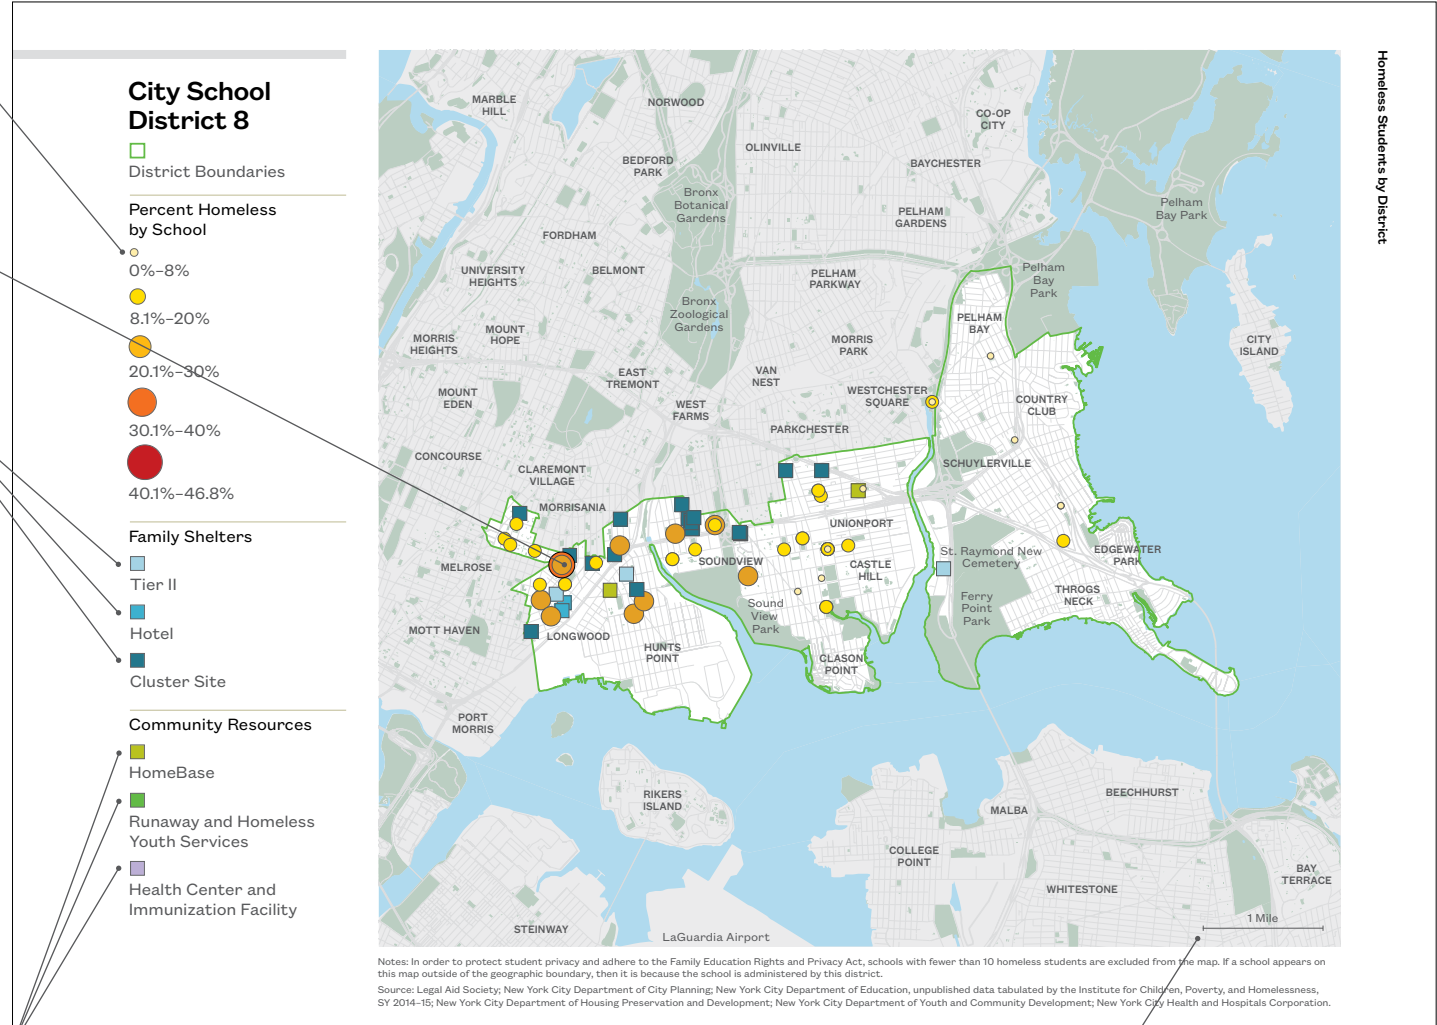 City School
District 8
District Boundaries
Percent Homeless
by School
0%–8%
8.1%–20%
20.1%–30%
30.1%–40%
40.1%–46.8%
Family Shelters
Tier II
Hotel
Cluster Site
Community Resources
HomeBase
Runaway and Homeless
Youth Services
Health Center and
Immunization Facility
Homeless Students by District
MARBLE
HILL
NORWOOD
CO-OP
CITY
OLINVILLE
BEDFORD
PARK
BAYCHESTER
Bronx
Botanical
Gardens
Pelham
Bay Park
PELHAM
GARDENS
FORDHAM
UNIVERSITY
HEIGHTS
BELMONT
PELHAM
PARKWAY
Pelham
Bay
Park
Bronx
Zoological
Gardens
PELHAM
BAY
MORRIS
HEIGHTS
MOUNT
HOPE
MORRIS
PARK
CITY
ISLAND
EAST
TREMONT
VAN
NEST
MOUNT
EDEN
WEST
FARMS
WESTCHESTER
SQUARE
COUNTRY
CLUB
PARKCHESTER
CONCOURSE
CLAREMONT
VILLAGE
SCHUYLERVILLE
MORRISANIA
UNIONPORT
MELROSE
SOUNDVIEW
CASTLE
HILL
St. Raymond New
Cemetery
EDGEWATER
PARK
Sound
View
Park
Ferry
Point
Park
THROGS
NECK
MOTT HAVEN
LONGWOOD
HUNTS
POINT
CLASON
POINT
PORT
MORRIS
RIKERS
ISLAND
BEECHHURST
MALBA
COLLEGE
POINT
BAY
TERRACE
WHITESTONE
STEINWAY
LaGuardia Airport
1 Mile
Notes: In order to protect student privacy and adhere to the Family Education Rights and Privacy Act, schools with fewer than 10 homeless students are excluded from the map. If a school appears on
this map outside of the geographic boundary, then it is because the school is administered by this district.
Source: Legal Aid Society; New York City Department of City Planning; New York City Department of Education, unpublished data tabulated by the Institute for Children, Poverty, and Homelessness,
SY 2014–15; New York City Department of Housing Preservation and Development; New York City Department of Youth and Community Development; New York City Health and Hospitals Corporation.